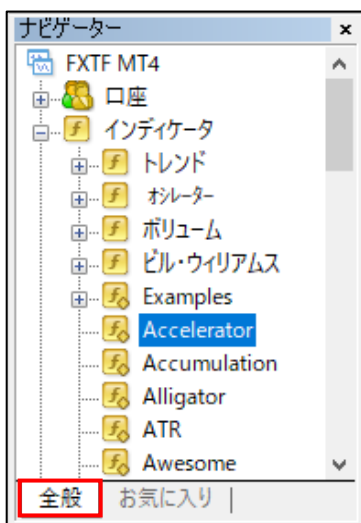 ナビゲーター
FXTF MT4
口座
インディケータ
トレンド
オシレーター
ボリューム
ビル・ウィリアムス
Examples
Accelerator
Accumulation
Alligator
ATR
Awesome
全般 お気に入り |